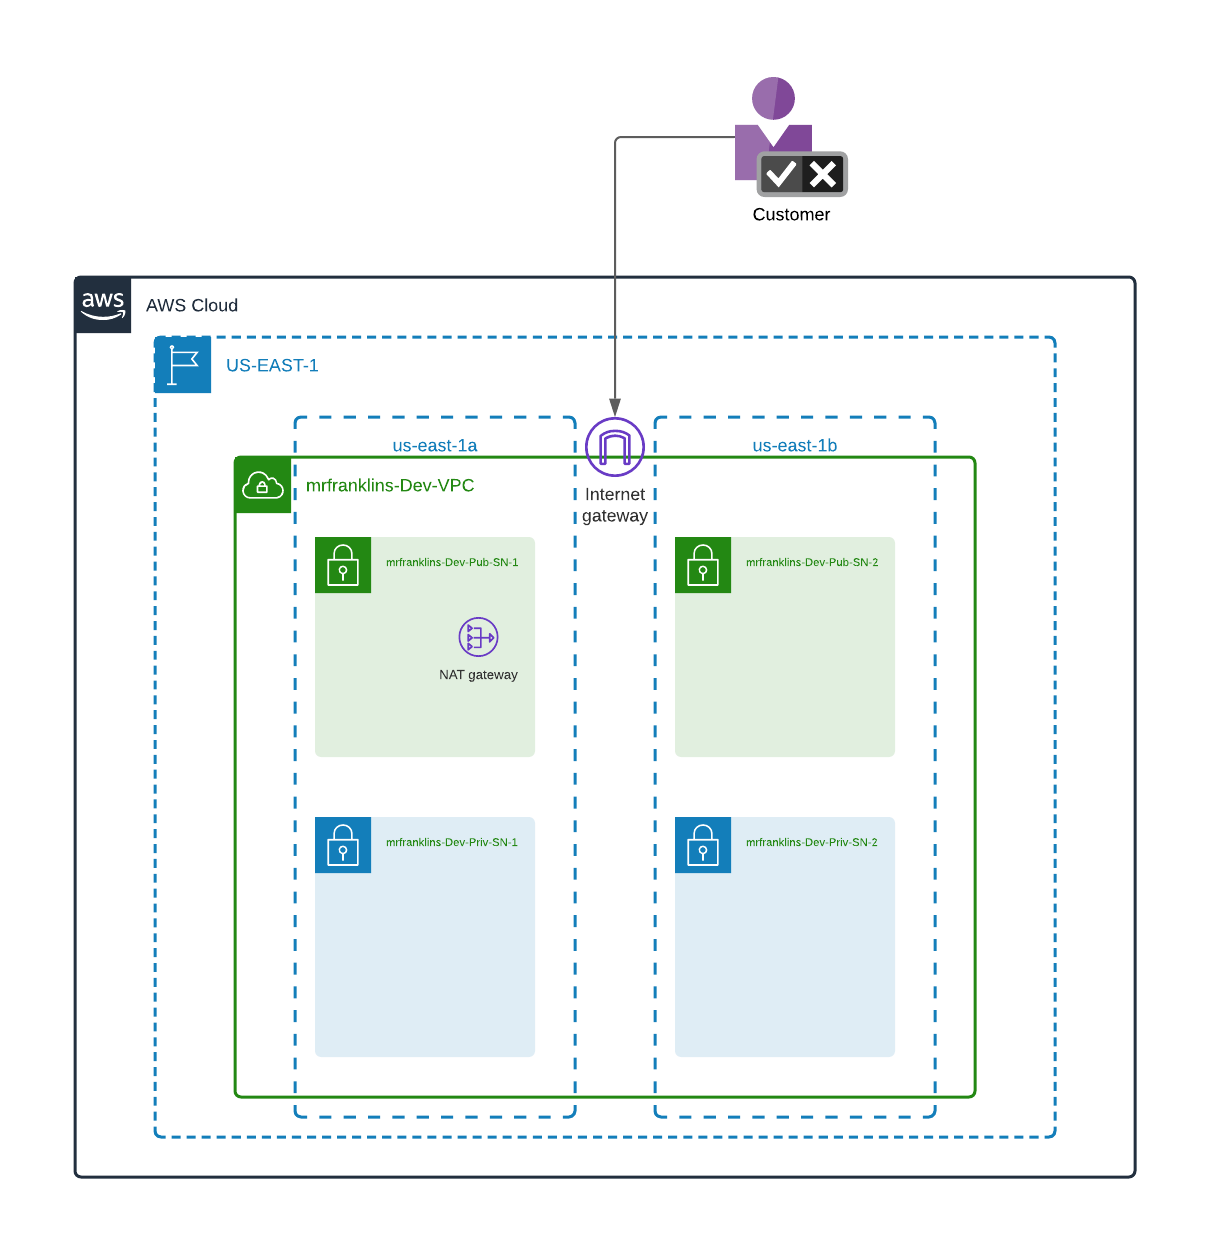 Customer
aws
AWS Cloud
US-EAST-1
us-east-1a
us-east-1b
mrfranklins-Dev-VPC
Internet
gateway
mrfranklins-Dev-Pub-SN-1
mrfranklins-Dev-Pub-SN-2
NAT gateway
mrfranklins-Dev-Priv-SN-1
mrfranklins-Dev-Priv-SN-2